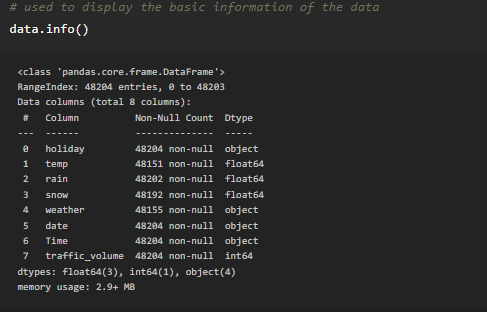 # used to display the basic information of the data
data.info()
<class 'pandas.core.frame.DataFrame'>
RangeIndex: 48204 entries, 0 to 48203
Data columns (total 8 columns):
 #   Column          Non-Null Count  Dtype
---  ------          --------------  -----
 0   holiday         48204 non-null  object
 1   temp            48151 non-null  float64
 2   rain            48202 non-null  float64
 3   snow            48192 non-null  float64
 4   weather         48155 non-null  object
 5   date            48204 non-null  object
 6   Time            48204 non-null  object
 7   traffic_volume  48204 non-null  int64
dtypes: float64(3), int64(1), object(4)
memory usage: 2.9+ MB